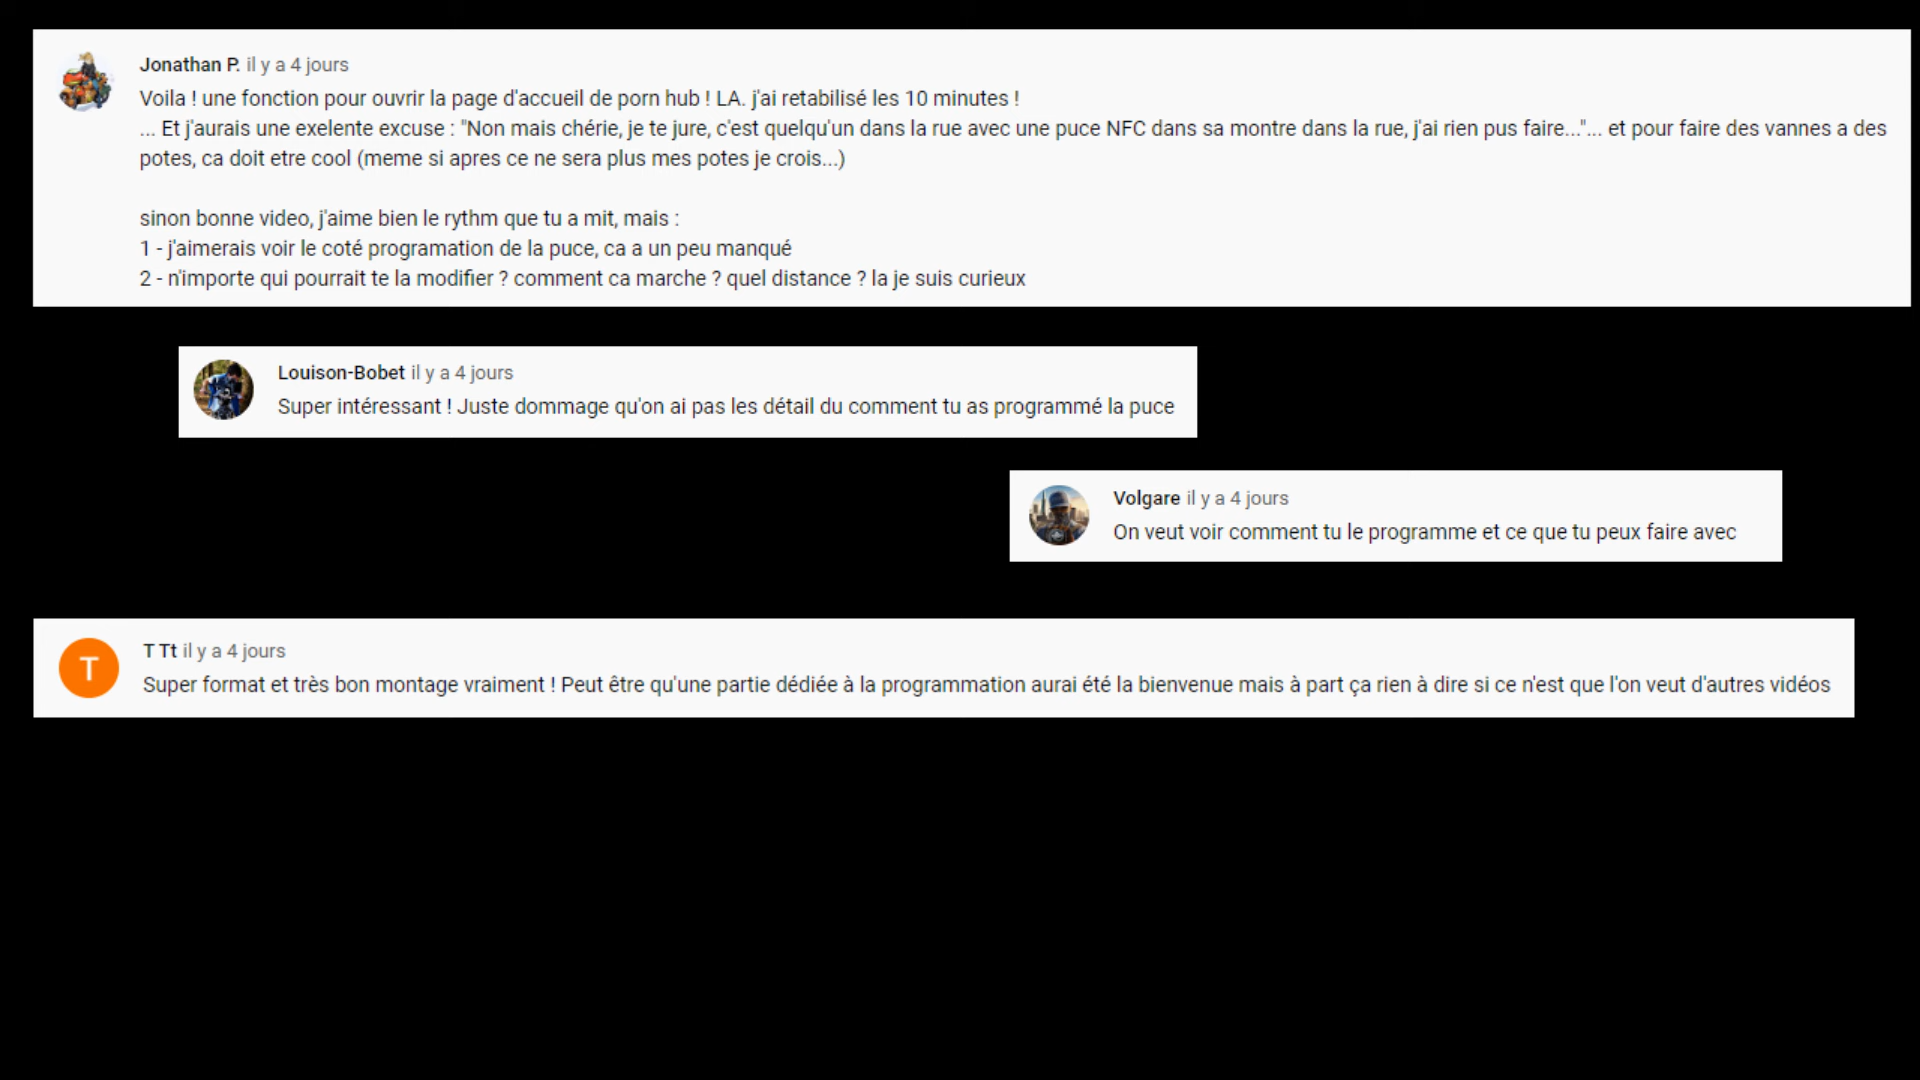 Jonathan P. il y a 4 jours
Voila ! une fonction pour ouvrir la page d'accueil de porn hub ! LA. j'ai retabilisé les 10 minutes !
... Et j'aurais une exelente excuse : "Non mais chérie, je te jure, c'est quelqu'un dans la rue avec une puce NFC dans sa montre dans la rue, j'ai rien pus faire..."... et pour faire des vannes a des
potes, ca doit etre cool (meme si apres ce ne sera plus mes potes je crois...)
sinon bonne video, j'aime bien le rythm que tu a mit, mais :
1 - j'aimerais voir le coté programation de la puce, ca a un peu manqué
2 - n'importe qui pourrait te la modifier ? comment ca marche ? quel distance ? la je suis curieux
Louison-Bobet il y a 4 jours
Super intéressant ! Juste dommage qu'on ai pas les détail du comment tu as programmé la puce
Volgare il y a 4 jours
On veut voir comment tu le programme et ce que tu peux faire avec
T
T Tt il y a 4 jours
Super format et très bon montage vraiment ! Peut être qu'une partie dédiée à la programmation aurai été la bienvenue mais à part ça rien à dire si ce n'est que l'on veut d'autres vidéos